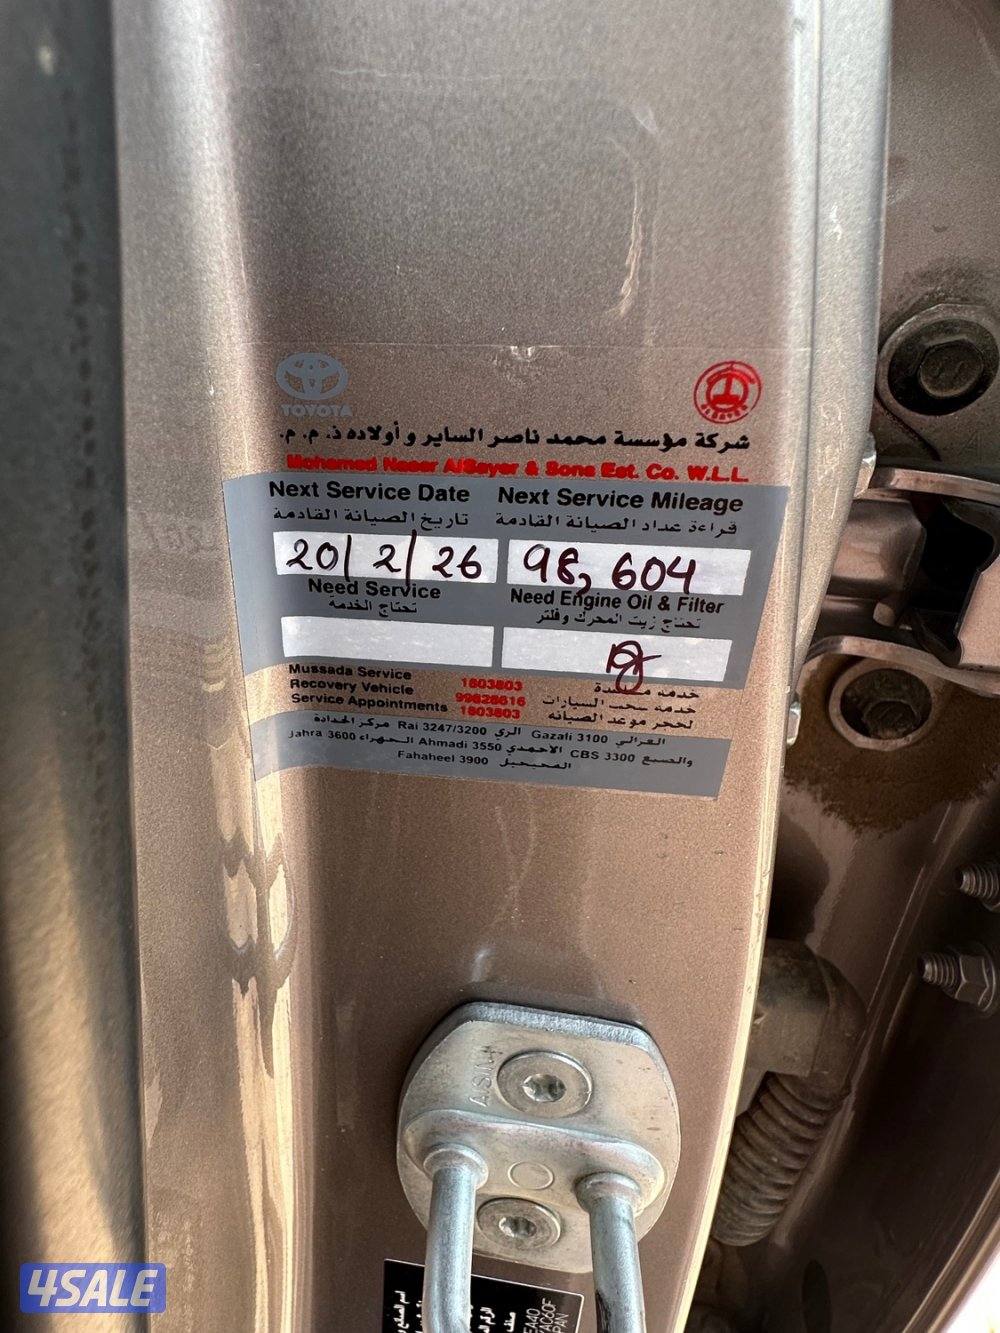 TOYOTA
شركة مؤسسة محمد ناصر الساير و أولاده ذ. م. م.
Mohamed Naser AlSayer & Sons Est. Co. W.L.L.
Next Service Date Next Service Mileage
تاريخ الصيانة القادمة قراءة عداد الصيانة القادمة
20/2/26 98,604
Need Service Need Engine Oil & Filter
تحتاج الخدمة تحتاج زيت المحرك وفلتر
Mussada Service 1803803 خدمة مساعدة
Recovery Vehicle 99828616 خدمة سحب السيارات
Service Appointments 1803803 لحجز موعد الصيانة
مركز الحدادة Rai 3247/3200 الري Gazali 3100 الغزالي
Jahra 3600 الجهراء Ahmadi 3550 الأحمدي CBS 3300 والصبغ
Fahaheel 3900 الفحيحيل
AISIN
4SALE